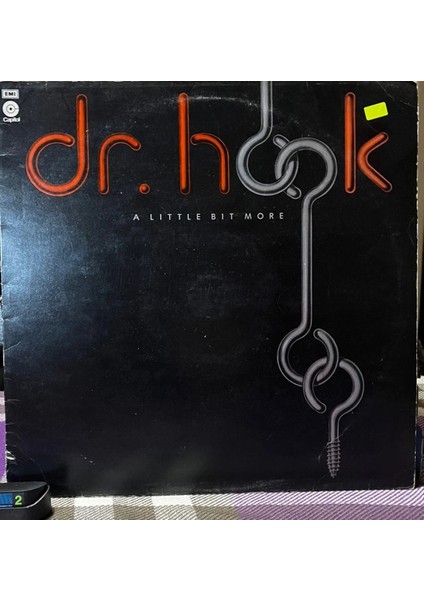 EMI
Capitol
dr. hook
A LITTLE BIT MORE
2